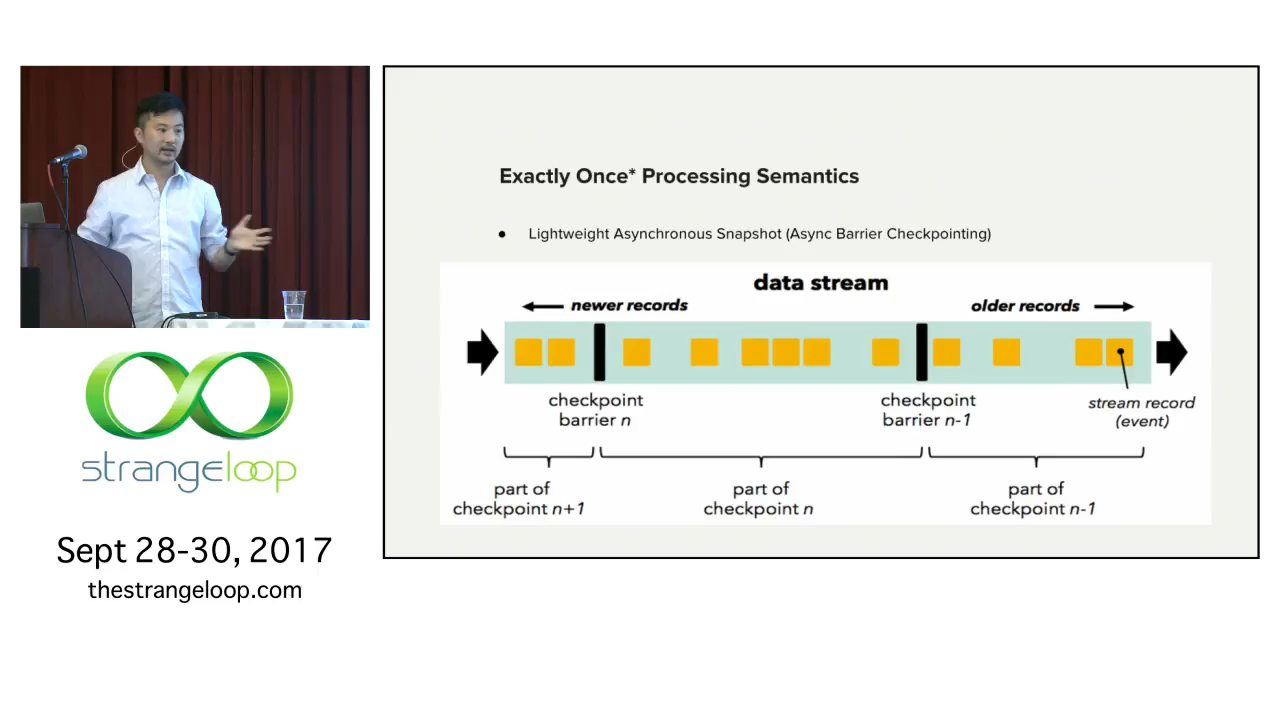 Exactly Once* Processing Semantics
● Lightweight Asynchronous Snapshot (Async Barrier Checkpointing)
data stream
newer records
older records
checkpoint
barrier n
checkpoint
barrier n-1
stream record
(event)
part of
checkpoint n+1
part of
checkpoint n
part of
checkpoint n-1
strangeloop
Sept 28-30, 2017
thestrangeloop.com